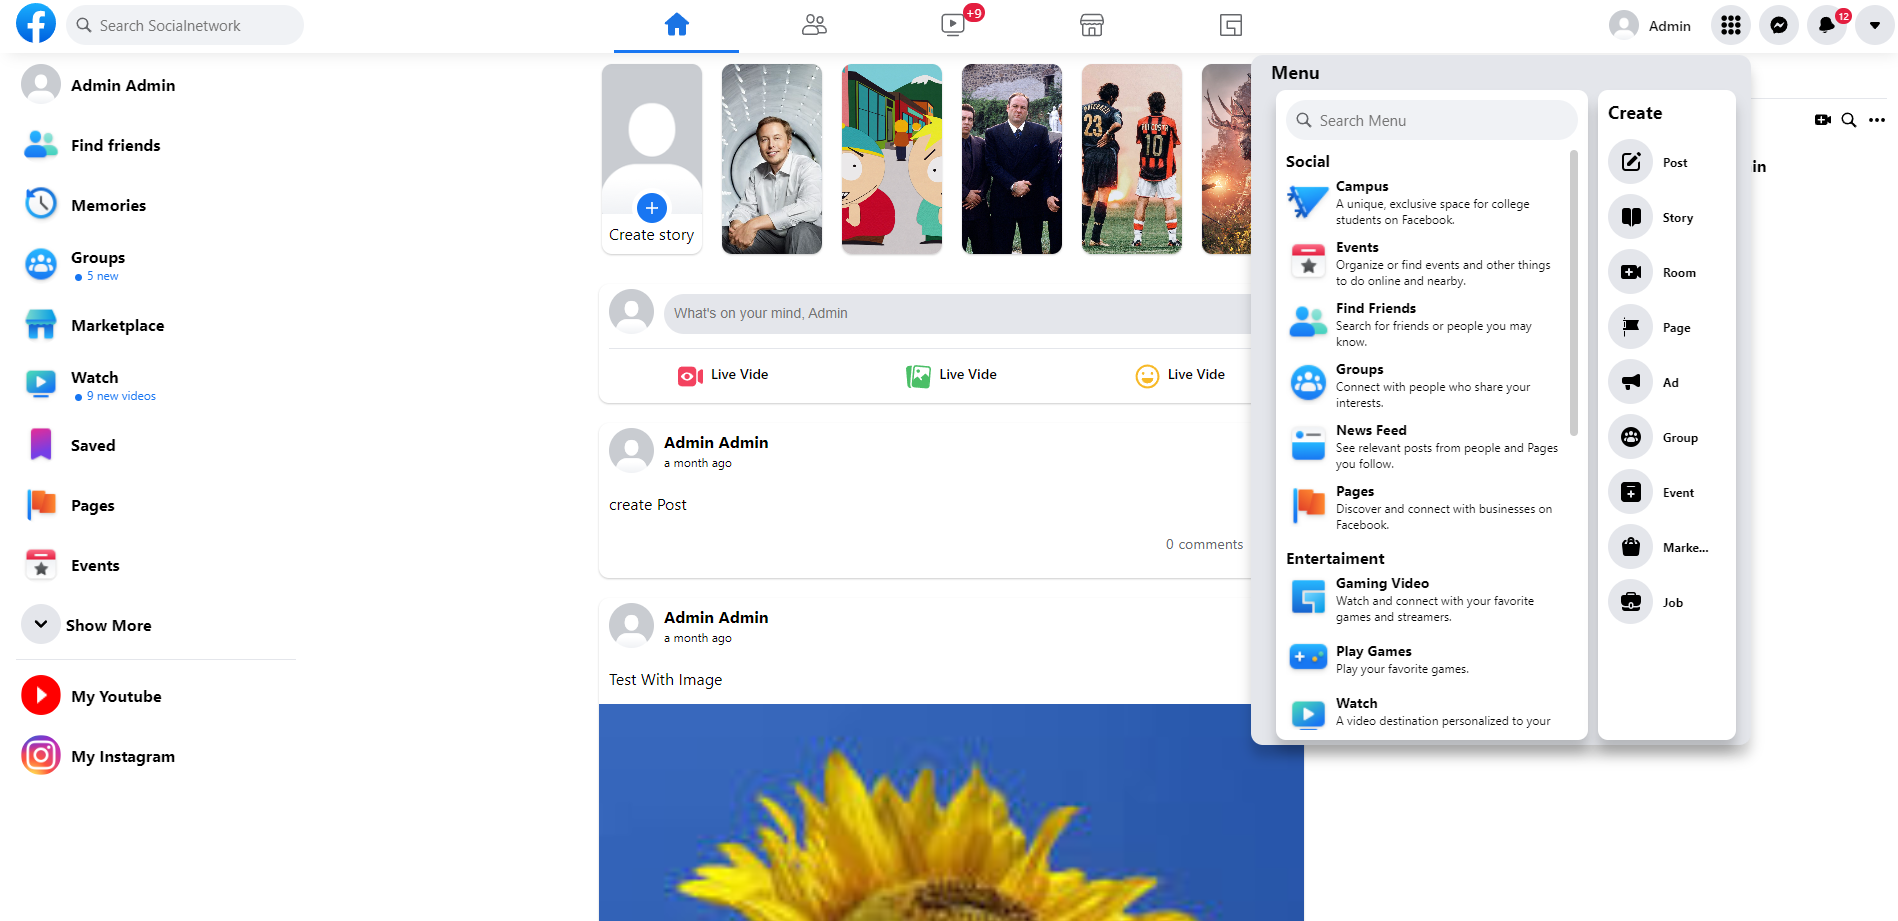 Search Socialnetwork
+9
Admin
12
Admin Admin
Find friends
Memories
Groups
5 new
Marketplace
Watch
9 new videos
Saved
Pages
Events
Show More
My Youtube
My Instagram
Create story
23
10
What's on your mind, Admin
Live Vide
Live Vide
Live Vide
Admin Admin
a month ago
create Post
0 comments
Admin Admin
a month ago
Test With Image
Menu
Search Menu
Social
Campus
A unique, exclusive space for college
students on Facebook.
Events
Organize or find events and other things
to do online and nearby.
Find Friends
Search for friends or people you may
know.
Groups
Connect with people who share your
interests.
News Feed
See relevant posts from people and Pages
you follow.
Pages
Discover and connect with businesses on
Facebook.
Entertaiment
Gaming Video
Watch and connect with your favorite
games and streamers.
Play Games
Play your favorite games.
Watch
A video destination personalized to your
Create
Post
Story
Room
Page
Ad
Group
Event
Marke...
Job
in